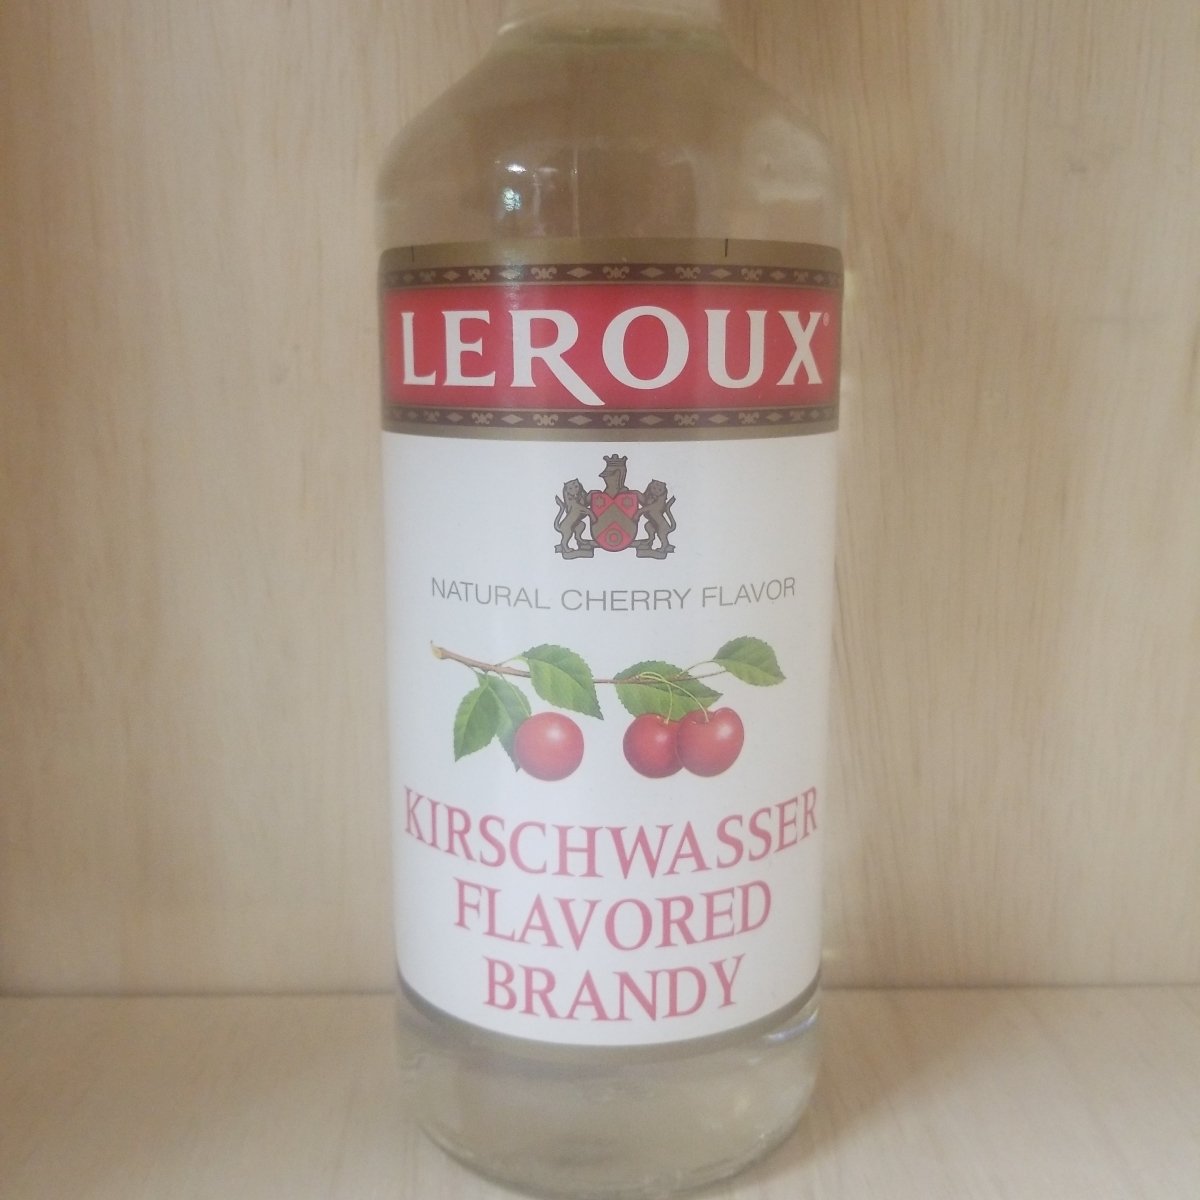 LEROUX®
NATURAL CHERRY FLAVOR
KIRSCHWASSER
FLAVORED
BRANDY